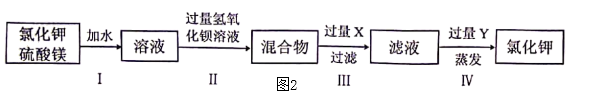 氯化钾
硫酸镁
加水
溶液
过量氢氧
化钡溶液
混合物
过量X
过滤
滤液
过量Y
蒸发
氯化钾
I II 图2 III IV